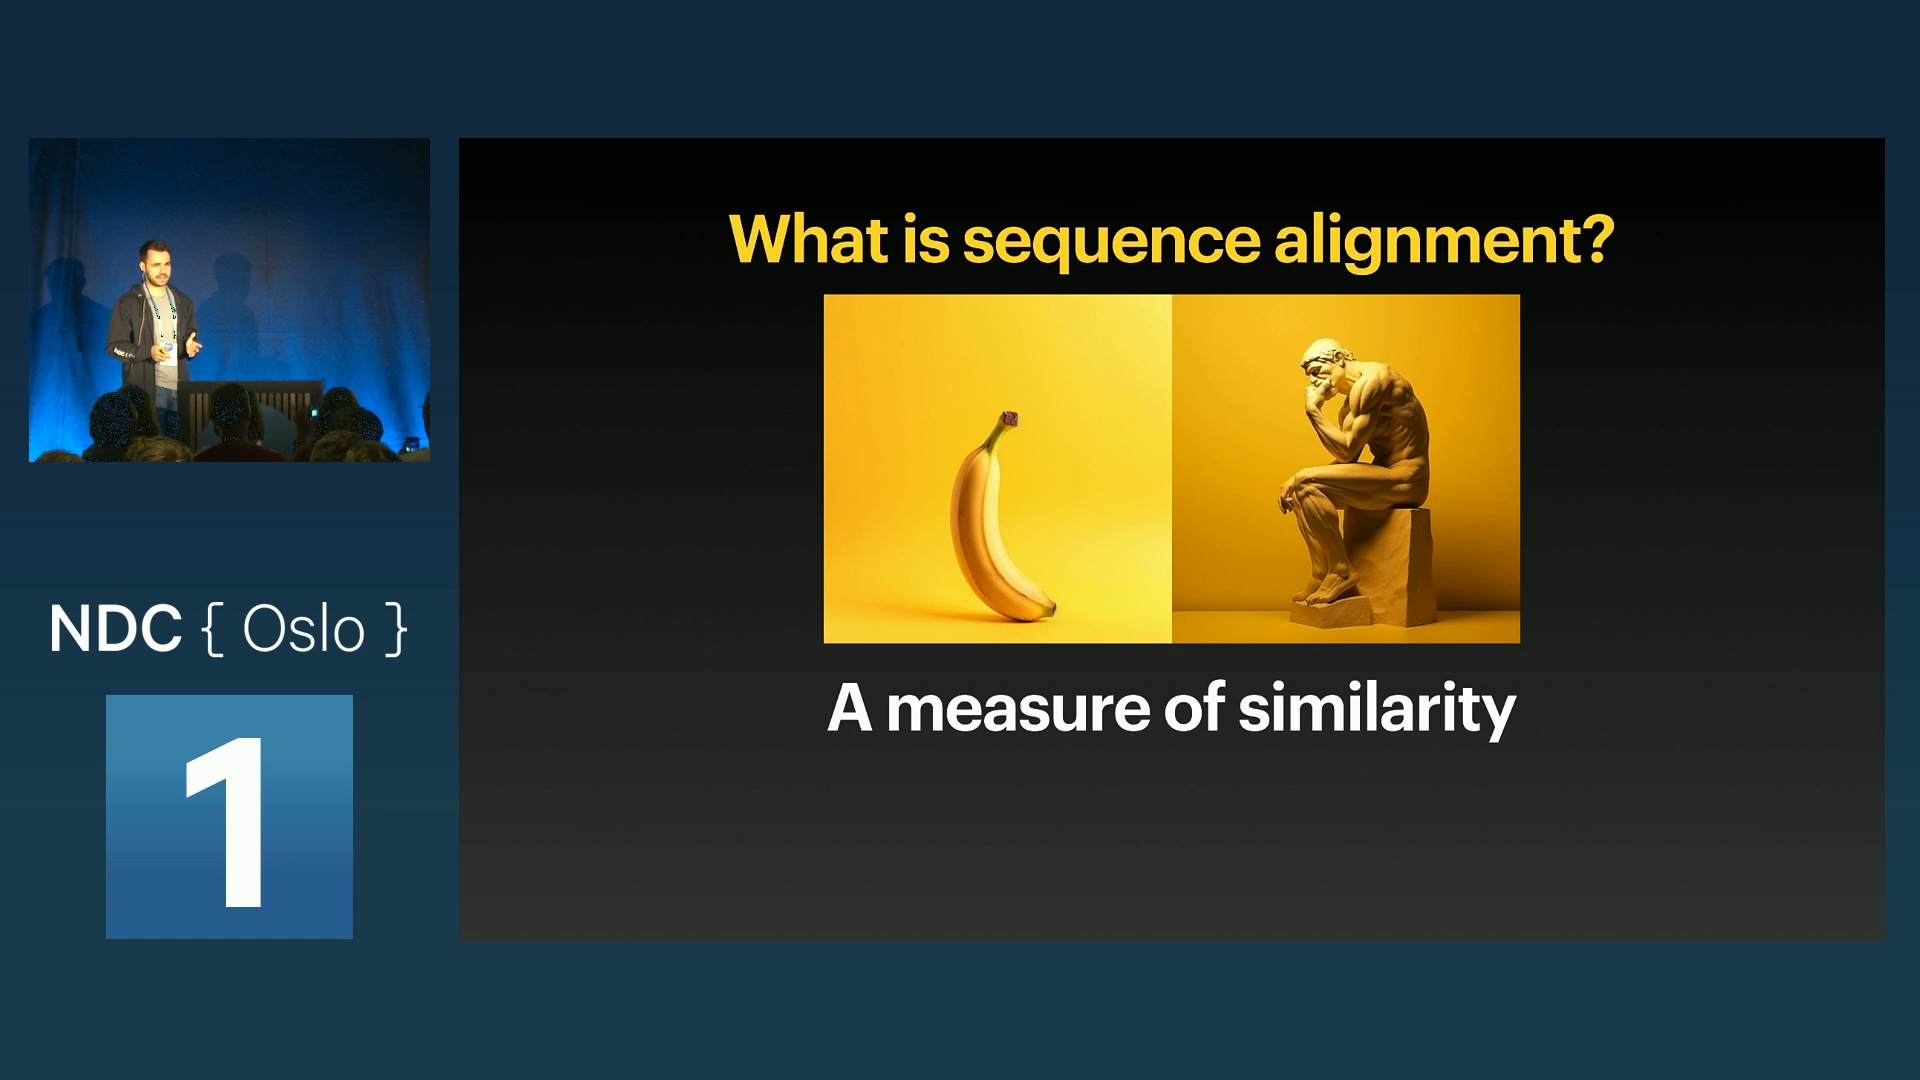 What is sequence alignment?
A measure of similarity
NDC { Oslo }
1